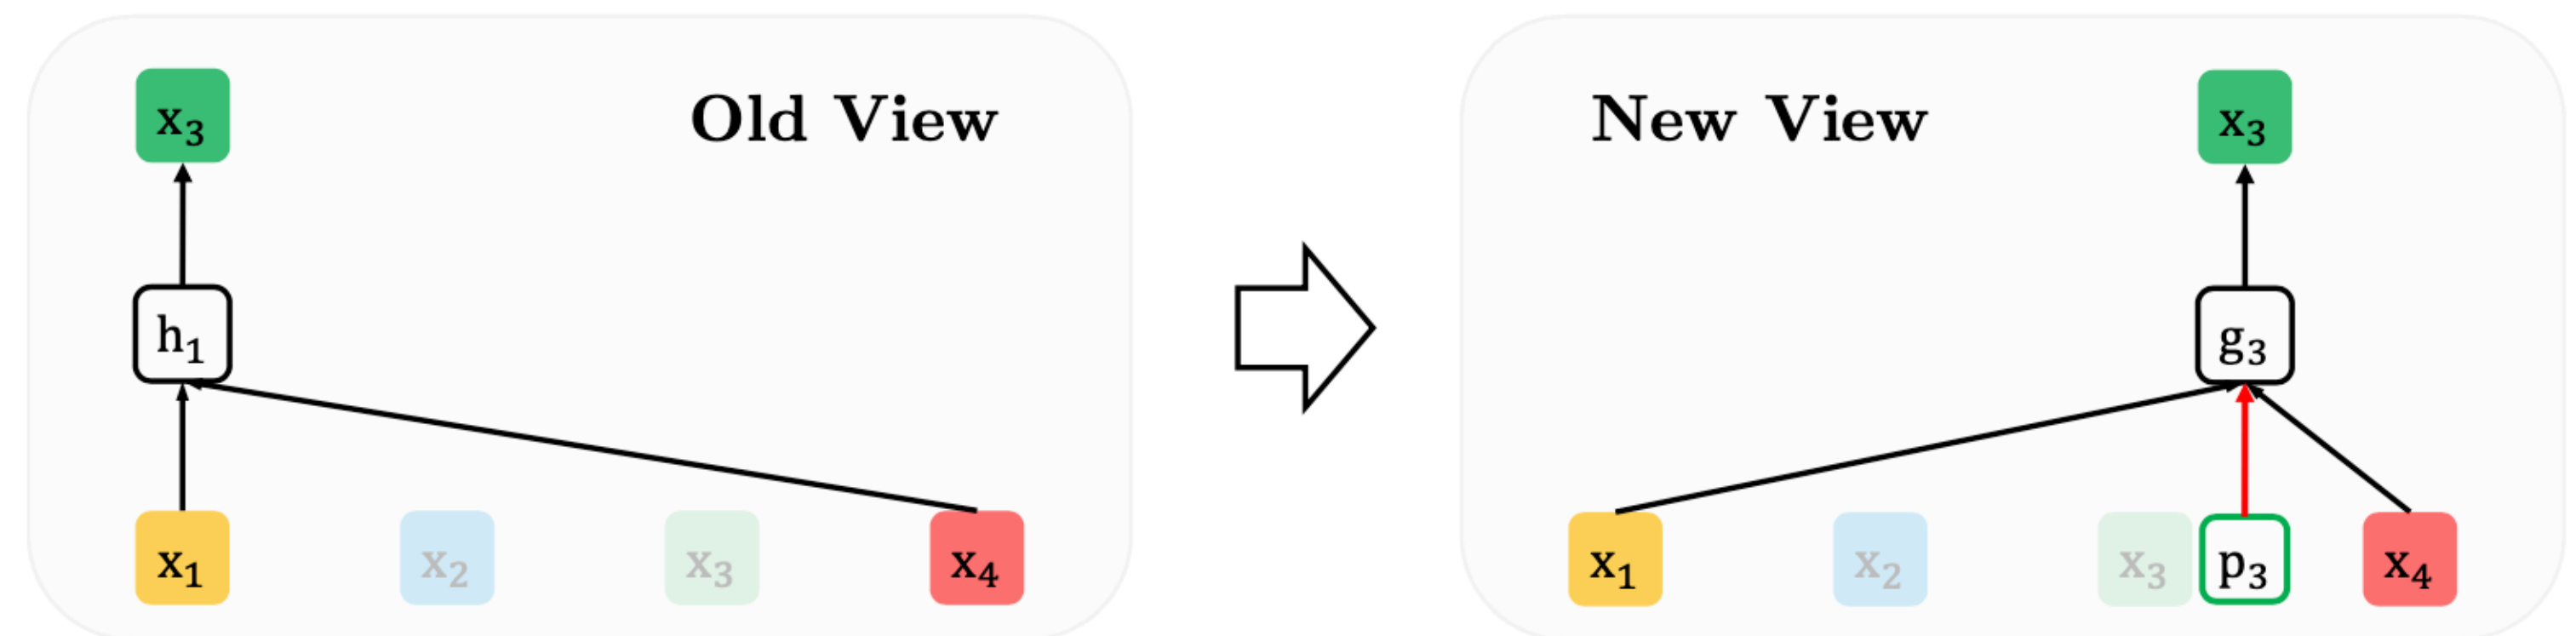 Old View
x₃
h₁
x₁ x₂ x₃ x₄
New View
x₃
g₃
x₁ x₂ x₃ p₃ x₄